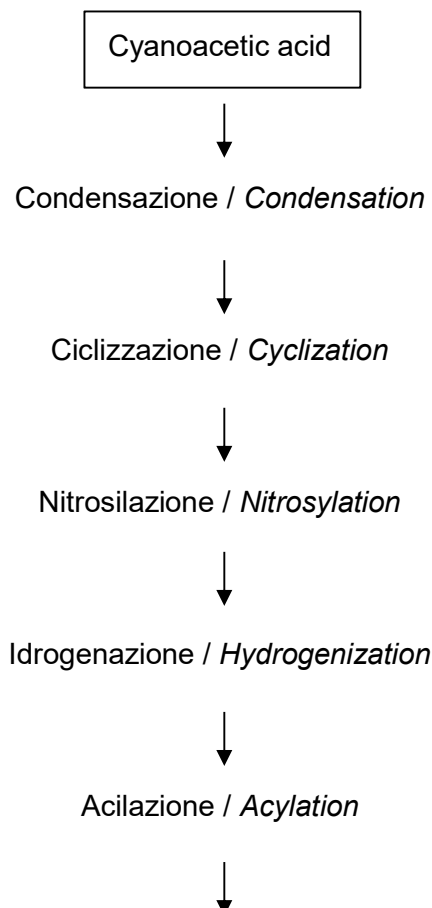 Cyanoacetic acid
Condensazione / Condensation
Ciclizzazione / Cyclization
Nitrosilazione / Nitrosylation
Idrogenazione / Hydrogenization
Acilazione / Acylation